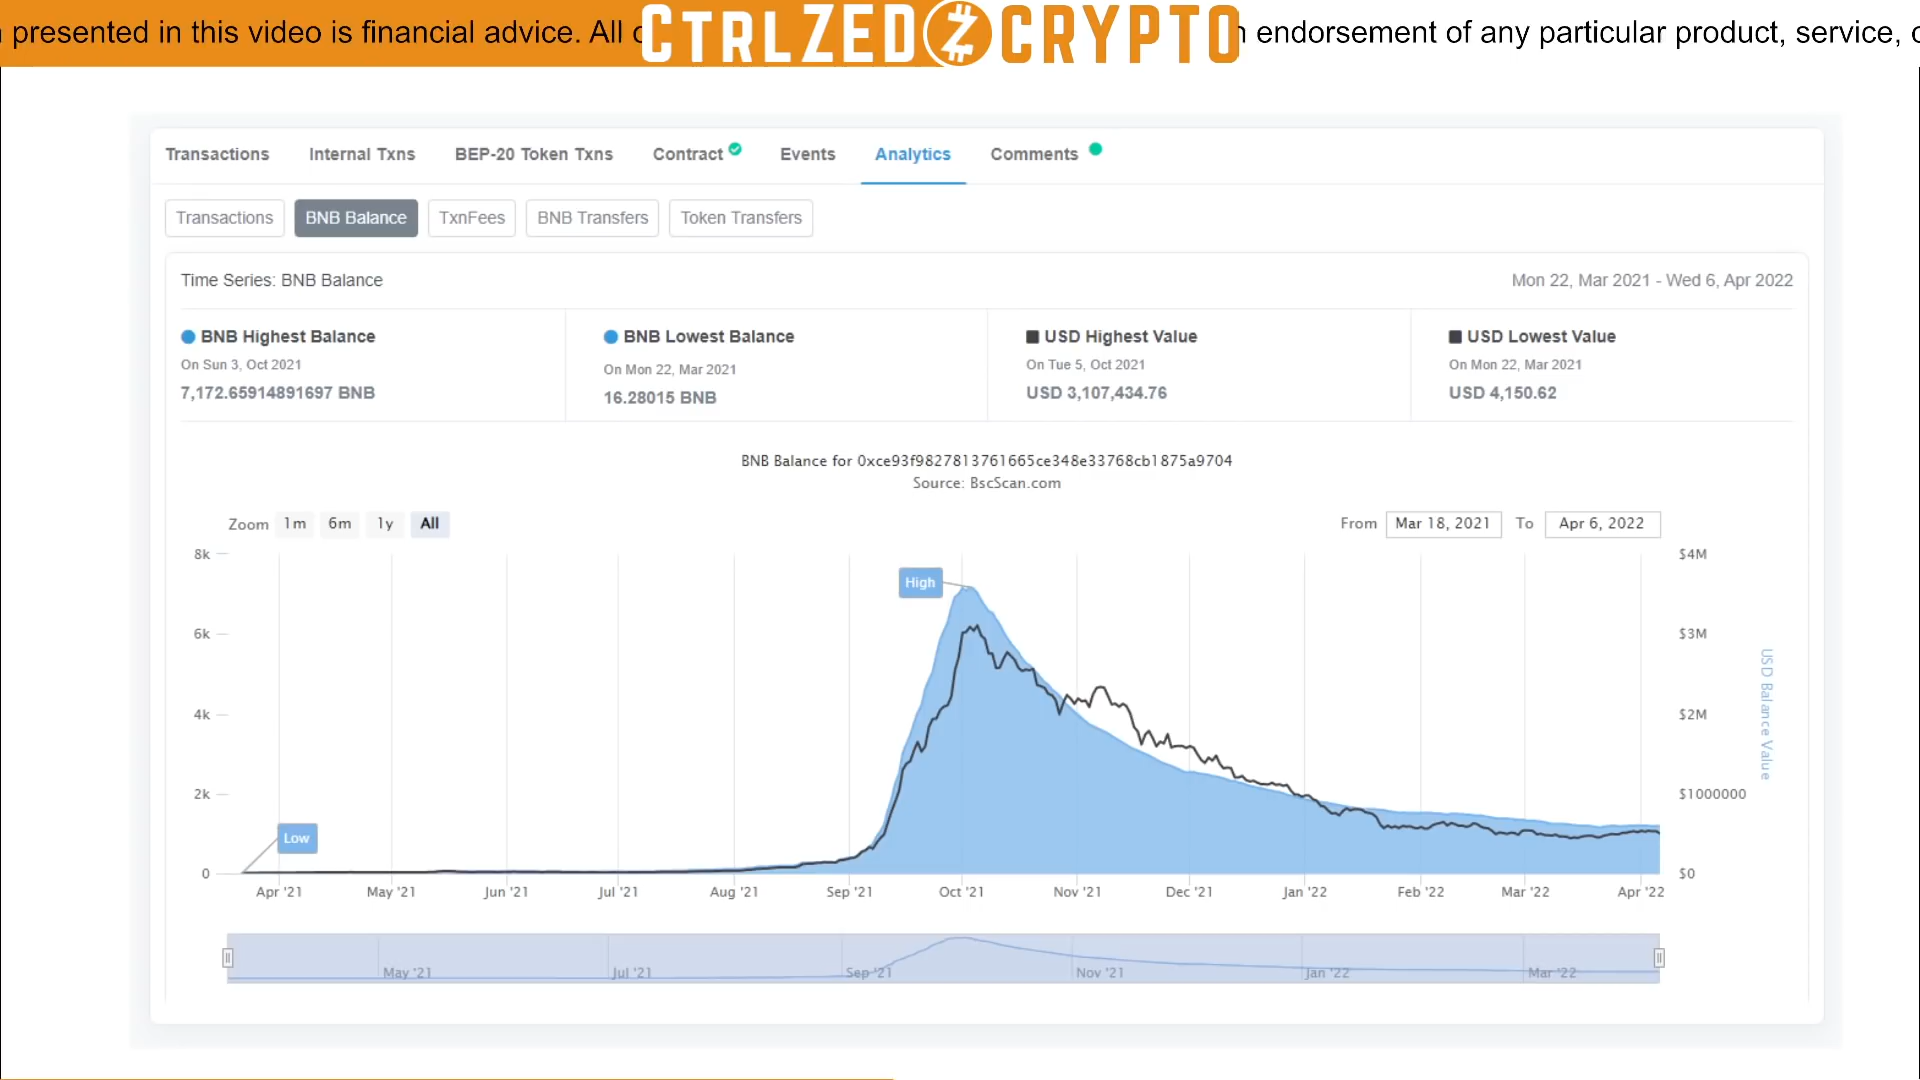 presented in this video is financial advice. All
CTRLZEDCRYPTO
endorsement of any particular product, service,
Transactions Internal Txns BEP-20 Token Txns Contract Events Analytics Comments
Transactions BNB Balance TxnFees BNB Transfers Token Transfers
Time Series: BNB Balance Mon 22, Mar 2021 - Wed 6, Apr 2022
BNB Highest Balance
On Sun 3, Oct 2021
7,172.65914891697 BNB
BNB Lowest Balance
On Mon 22, Mar 2021
16.28015 BNB
USD Highest Value
On Tue 5, Oct 2021
USD 3,107,434.76
USD Lowest Value
On Mon 22, Mar 2021
USD 4,150.62
BNB Balance for 0xce93f9827813761665ce348e33768cb1875a9704
Source: BscScan.com
Zoom 1m 6m 1y All From Mar 18, 2021 To Apr 6, 2022
8k
6k
4k
2k
0
High
Low
$4M
$3M
$2M
$1000000
$0
USD Balance Value
Apr '21 May '21 Jun '21 Jul '21 Aug '21 Sep '21 Oct '21 Nov '21 Dec '21 Jan '22 Feb '22 Mar '22 Apr '22
May '21 Jul '21 Sep '21 Nov '21 Jan '22 Mar '22